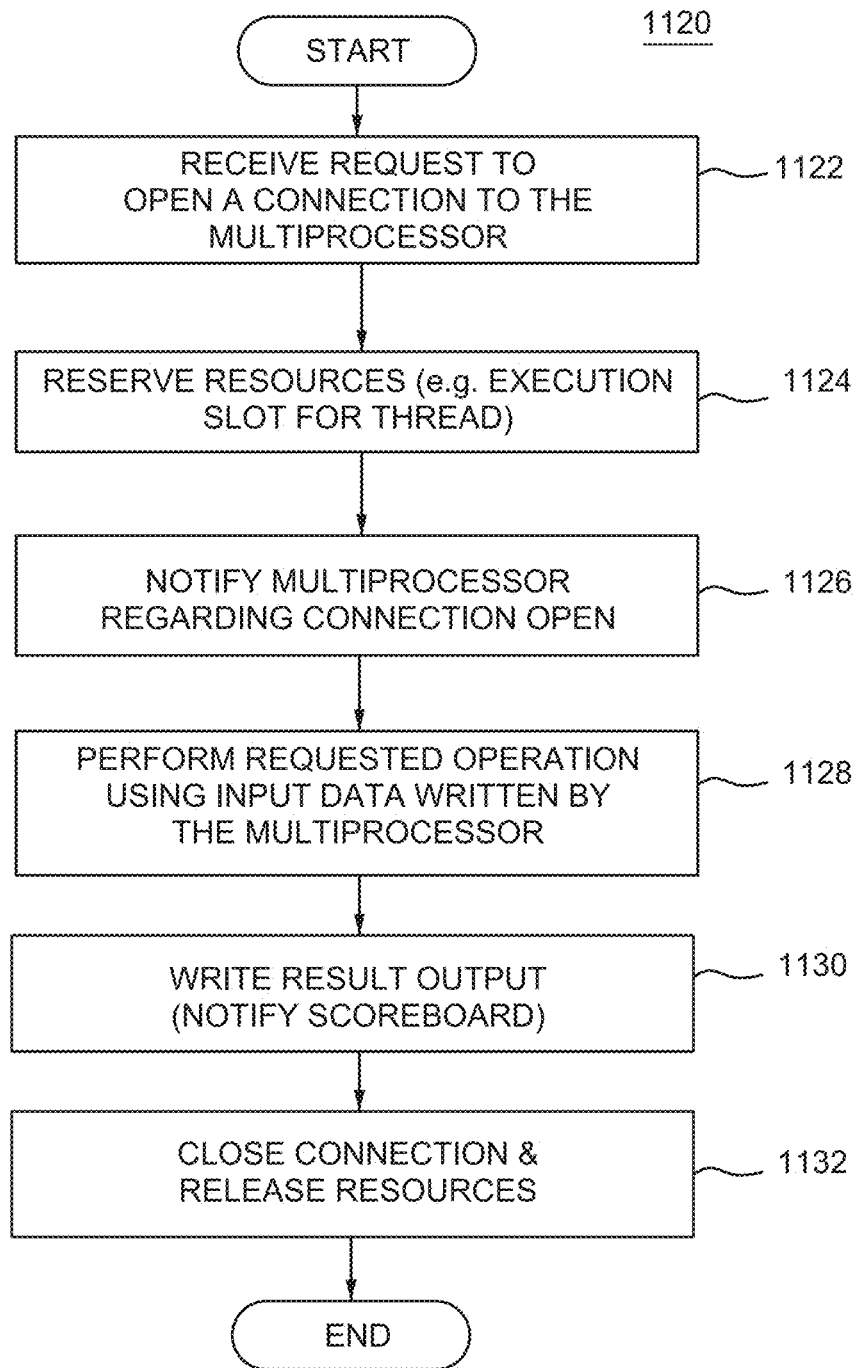 1120
START
RECEIVE REQUEST TO
OPEN A CONNECTION TO THE
MULTIPROCESSOR
1122
RESERVE RESOURCES (e.g. EXECUTION
SLOT FOR THREAD)
1124
NOTIFY MULTIPROCESSOR
REGARDING CONNECTION OPEN
1126
PERFORM REQUESTED OPERATION
USING INPUT DATA WRITTEN BY
THE MULTIPROCESSOR
1128
WRITE RESULT OUTPUT
(NOTIFY SCOREBOARD)
1130
CLOSE CONNECTION &
RELEASE RESOURCES
1132
END